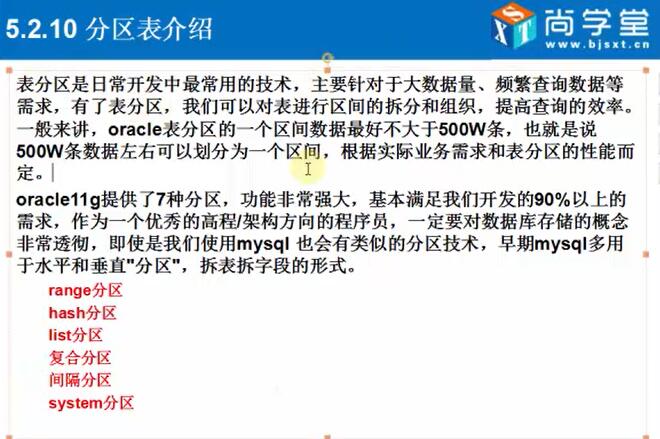 5.2.10 分区表介绍
SXT
尚学堂
www.bjsxt.cn
表分区是日常开发中最常用的技术，主要针对于大数据量、频繁查询数据等
需求，有了表分区，我们可以对表进行区间的拆分和组织，提高查询的效率。
一般来讲，oracle表分区的一个区间数据最好不大于500W条，也就是说
500W条数据左右可以划分为一个区间，根据实际业务需求和表分区的性能而
定。
oracle11g提供了7种分区，功能非常强大，基本满足我们开发的90%以上的
需求，作为一个优秀的高程/架构方向的程序员，一定要对数据库存储的概念
非常透彻，即使是我们使用mysql 也会有类似的分区技术，早期mysql多用
于水平和垂直"分区"，拆表拆字段的形式。
range分区
hash分区
list分区
复合分区
间隔分区
system分区